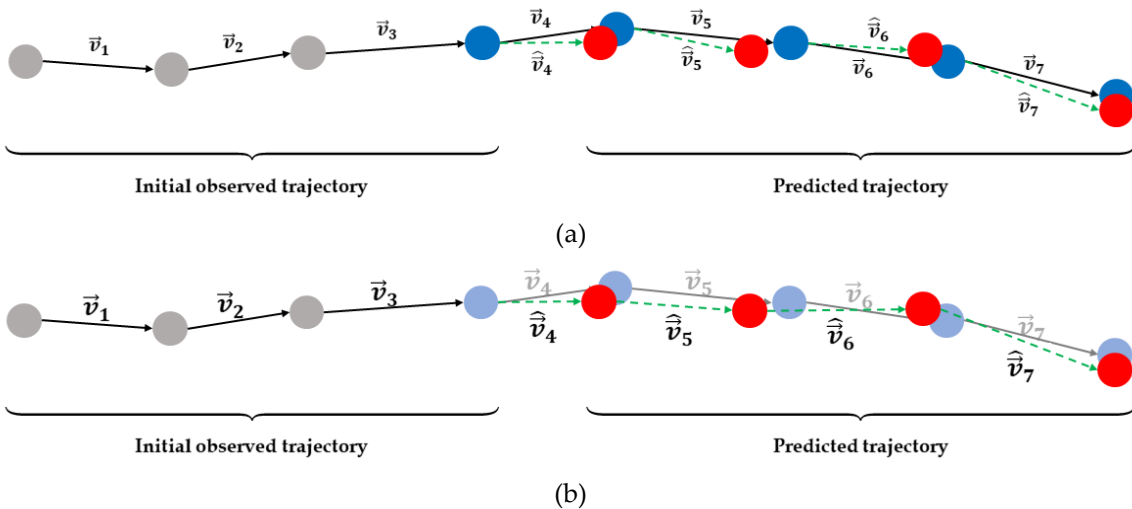 v⃗₁ v⃗₂ v⃗₃ v⃗₄ v⃗₅ v̂⃗₆ v⃗₇
v̂⃗₄ v̂⃗₅ v⃗₆ v̂⃗₇
Initial observed trajectory Predicted trajectory
(a)
v⃗₁ v⃗₂ v⃗₃ v⃗₄ v⃗₅ v⃗₆ v⃗₇
v̂⃗₄ v̂⃗₅ v̂⃗₆ v̂⃗₇
Initial observed trajectory Predicted trajectory
(b)